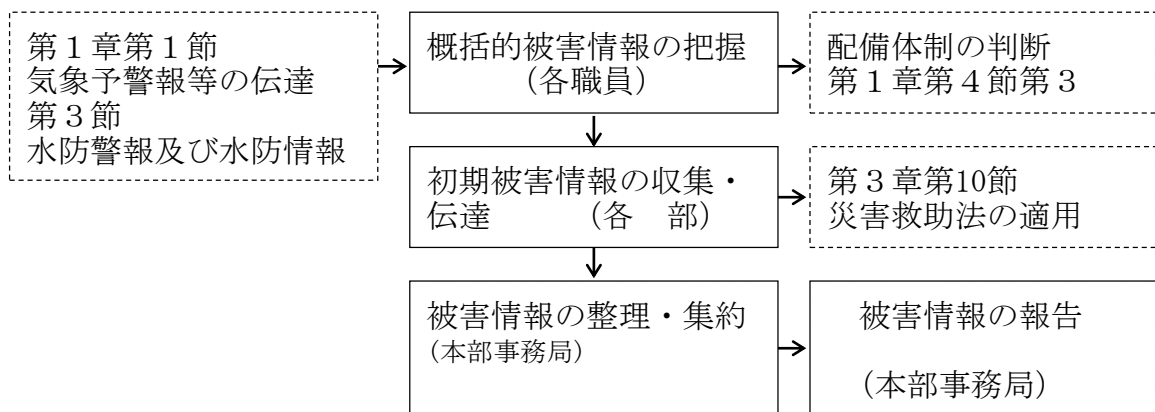 第１章第１節
気象予警報等の伝達
第３節
水防警報及び水防情報
概括的被害情報の把握
（各職員）
配備体制の判断
第１章第４節第３
初期被害情報の収集・
伝達　　　（各　部）
第３章第10節
災害救助法の適用
被害情報の整理・集約
（本部事務局）
被害情報の報告
（本部事務局）